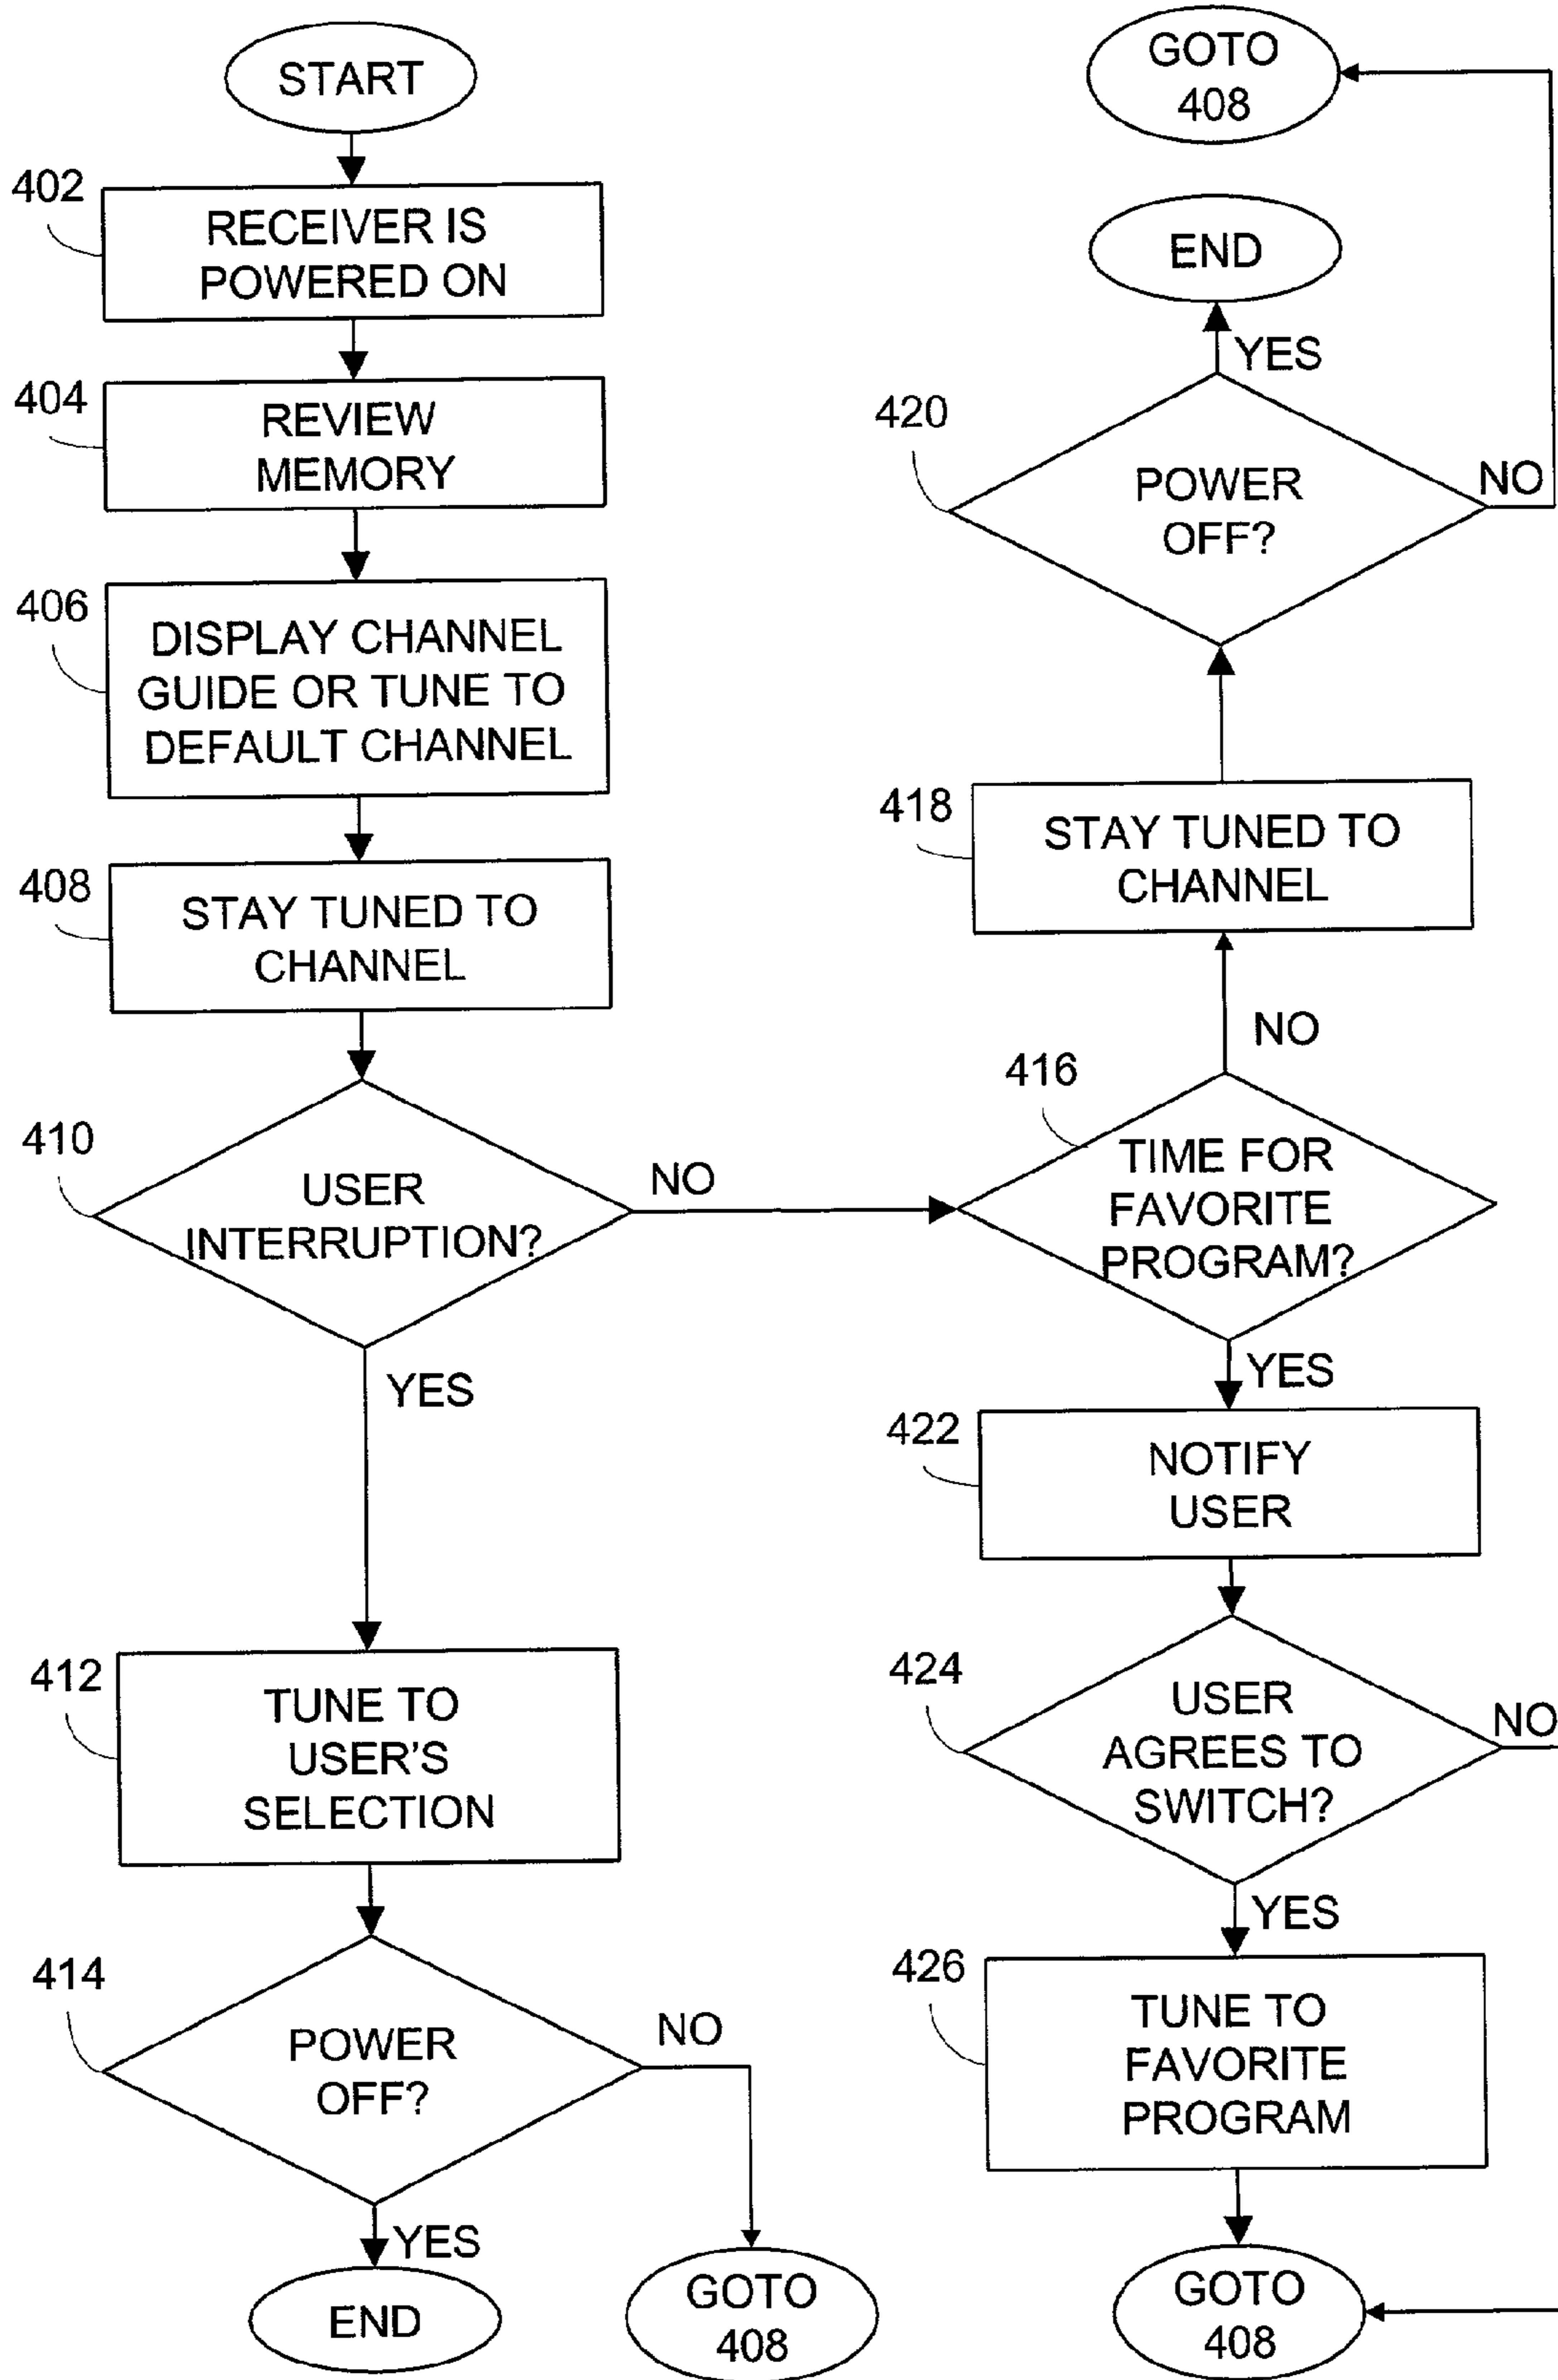 START
402
RECEIVER IS
POWERED ON
404
REVIEW
MEMORY
406
DISPLAY CHANNEL
GUIDE OR TUNE TO
DEFAULT CHANNEL
408
STAY TUNED TO
CHANNEL
410
USER
INTERRUPTION?
NO
YES
412
TUNE TO
USER'S
SELECTION
414
POWER
OFF?
NO
YES
END
GOTO
408
GOTO
408
END
YES
420
POWER
OFF?
NO
418
STAY TUNED TO
CHANNEL
NO
416
TIME FOR
FAVORITE
PROGRAM?
YES
422
NOTIFY
USER
424
USER
AGREES TO
SWITCH?
NO
YES
426
TUNE TO
FAVORITE
PROGRAM
GOTO
408